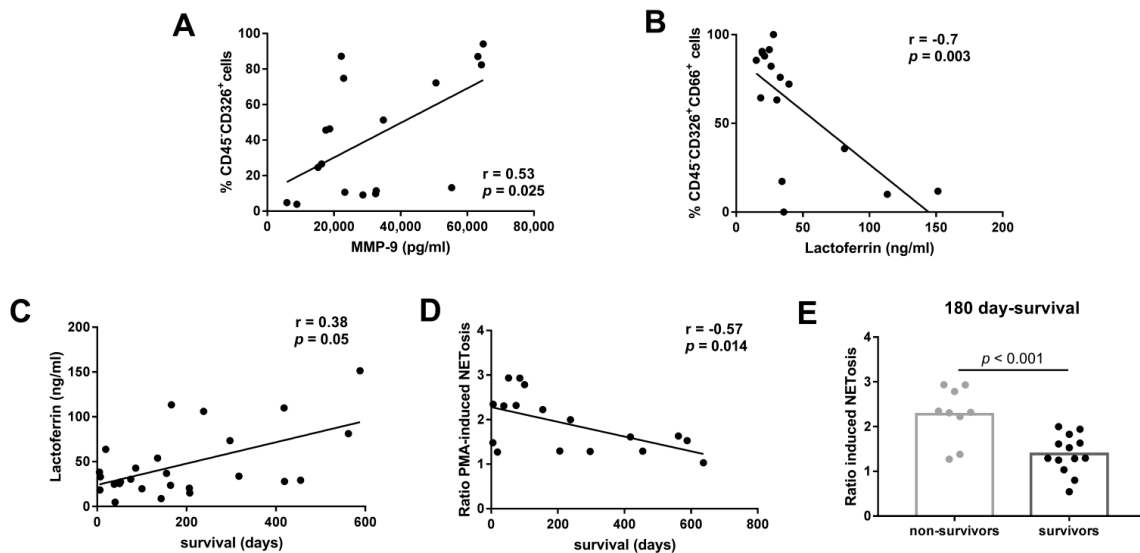 A
% CD45⁻CD326⁺cells
100
80
60
40
20
0
0
20,000
40,000
60,000
80,000
MMP-9 (pg/ml)
r = 0.53
p = 0.025
B
% CD45⁻CD326⁺CD66⁺cells
100
50
0
0
50
100
150
200
Lactoferrin (ng/ml)
r = -0.7
p = 0.003
C
Lactoferrin (ng/ml)
200
150
100
50
0
0
200
400
600
survival (days)
r = 0.38
p = 0.05
D
Ratio PMA-induced NETosis
4
3
2
1
0
0
200
400
600
800
survival (days)
r = -0.57
p = 0.014
E
180 day-survival
Ratio induced NETosis
4
3
2
1
0
p < 0.001
non-survivors
survivors